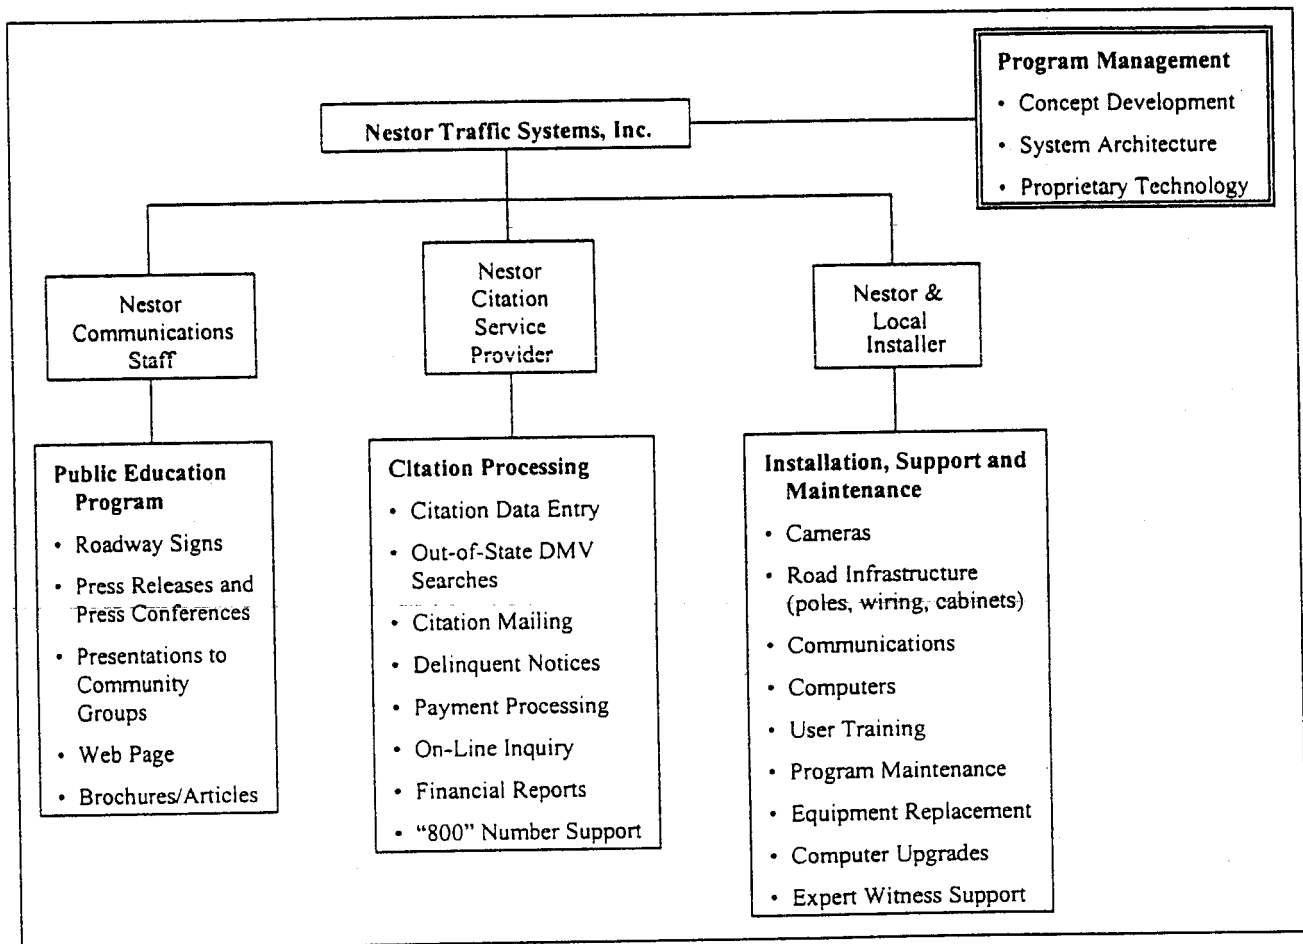 Program Management
• Concept Development
• System Architecture
• Proprietary Technology
Nestor Traffic Systems, Inc.
Nestor
Communications
Staff
Nestor
Citation
Service
Provider
Nestor &
Local
Installer
Public Education
Program
• Roadway Signs
• Press Releases and
Press Conferences
• Presentations to
Community
Groups
• Web Page
• Brochures/Articles
Citation Processing
• Citation Data Entry
• Out-of-State DMV
Searches
• Citation Mailing
• Delinquent Notices
• Payment Processing
• On-Line Inquiry
• Financial Reports
• “800” Number Support
Installation, Support and
Maintenance
• Cameras
• Road Infrastructure
(poles, wiring, cabinets)
• Communications
• Computers
• User Training
• Program Maintenance
• Equipment Replacement
• Computer Upgrades
• Expert Witness Support